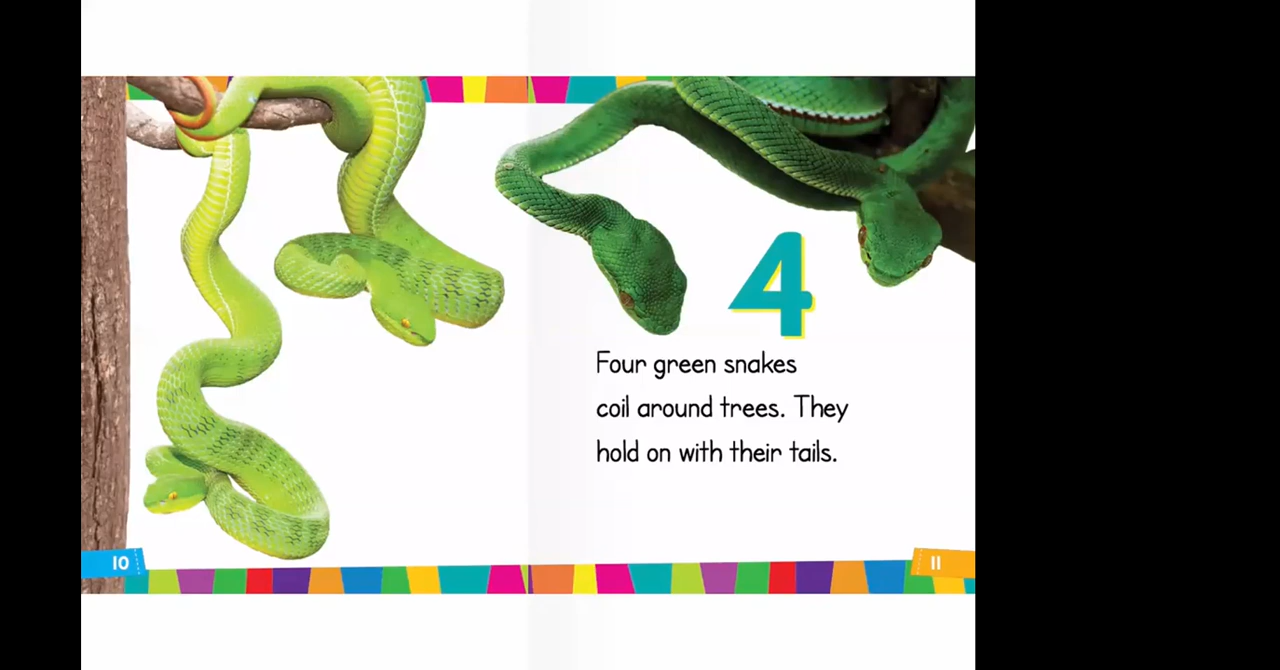 4
Four green snakes
coil around trees. They
hold on with their tails.
10
11